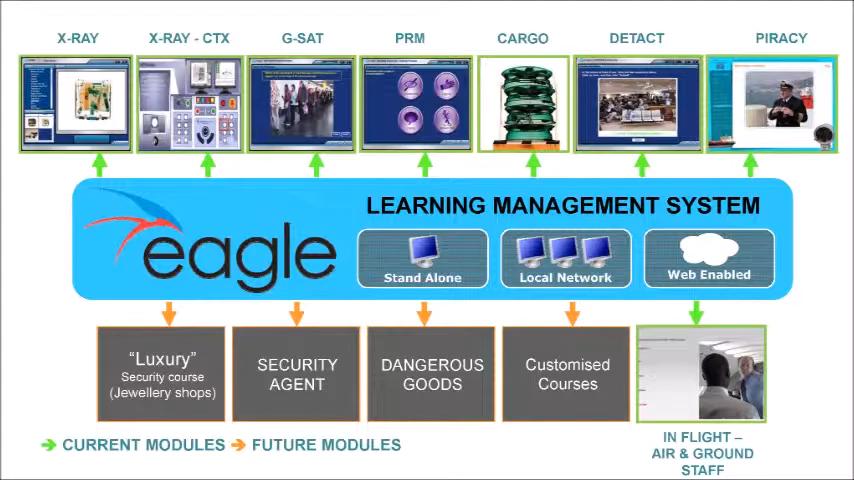 X-RAY
X-RAY - CTX
G-SAT
PRM
CARGO
DETACT
PIRACY
eagle
LEARNING MANAGEMENT SYSTEM
Stand Alone
Local Network
Web Enabled
“Luxury”
Security course
(Jewellery shops)
SECURITY
AGENT
DANGEROUS
GOODS
Customised
Courses
IN FLIGHT –
AIR & GROUND
STAFF
CURRENT MODULES
FUTURE MODULES